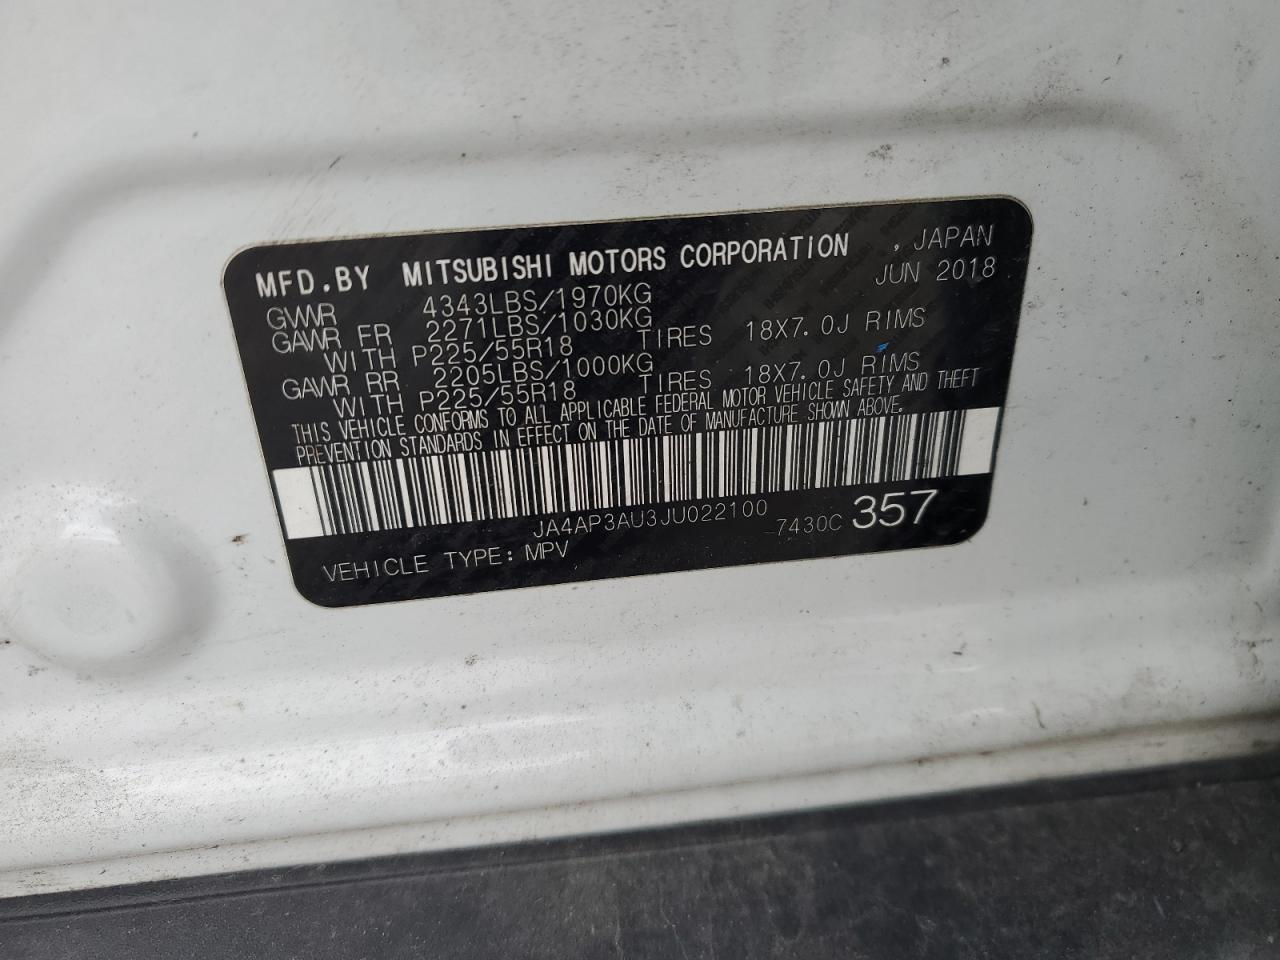 MFD.BY MITSUBISHI MOTORS CORPORATION , JAPAN
JUN 2018
GVWR 4343LBS/1970KG
GAWR FR 2271LBS/1030KG
WITH P225/55R18 TIRES 18X7.0J RIMS
GAWR RR 2205LBS/1000KG
WITH P225/55R18 TIRES 18X7.0J RIMS
THIS VEHICLE CONFORMS TO ALL APPLICABLE FEDERAL MOTOR VEHICLE SAFETY AND THEFT
PREVENTION STANDARDS IN EFFECT ON THE DATE OF MANUFACTURE SHOWN ABOVE.
JA4AP3AU3JU022100
7430C 357
VEHICLE TYPE: MPV